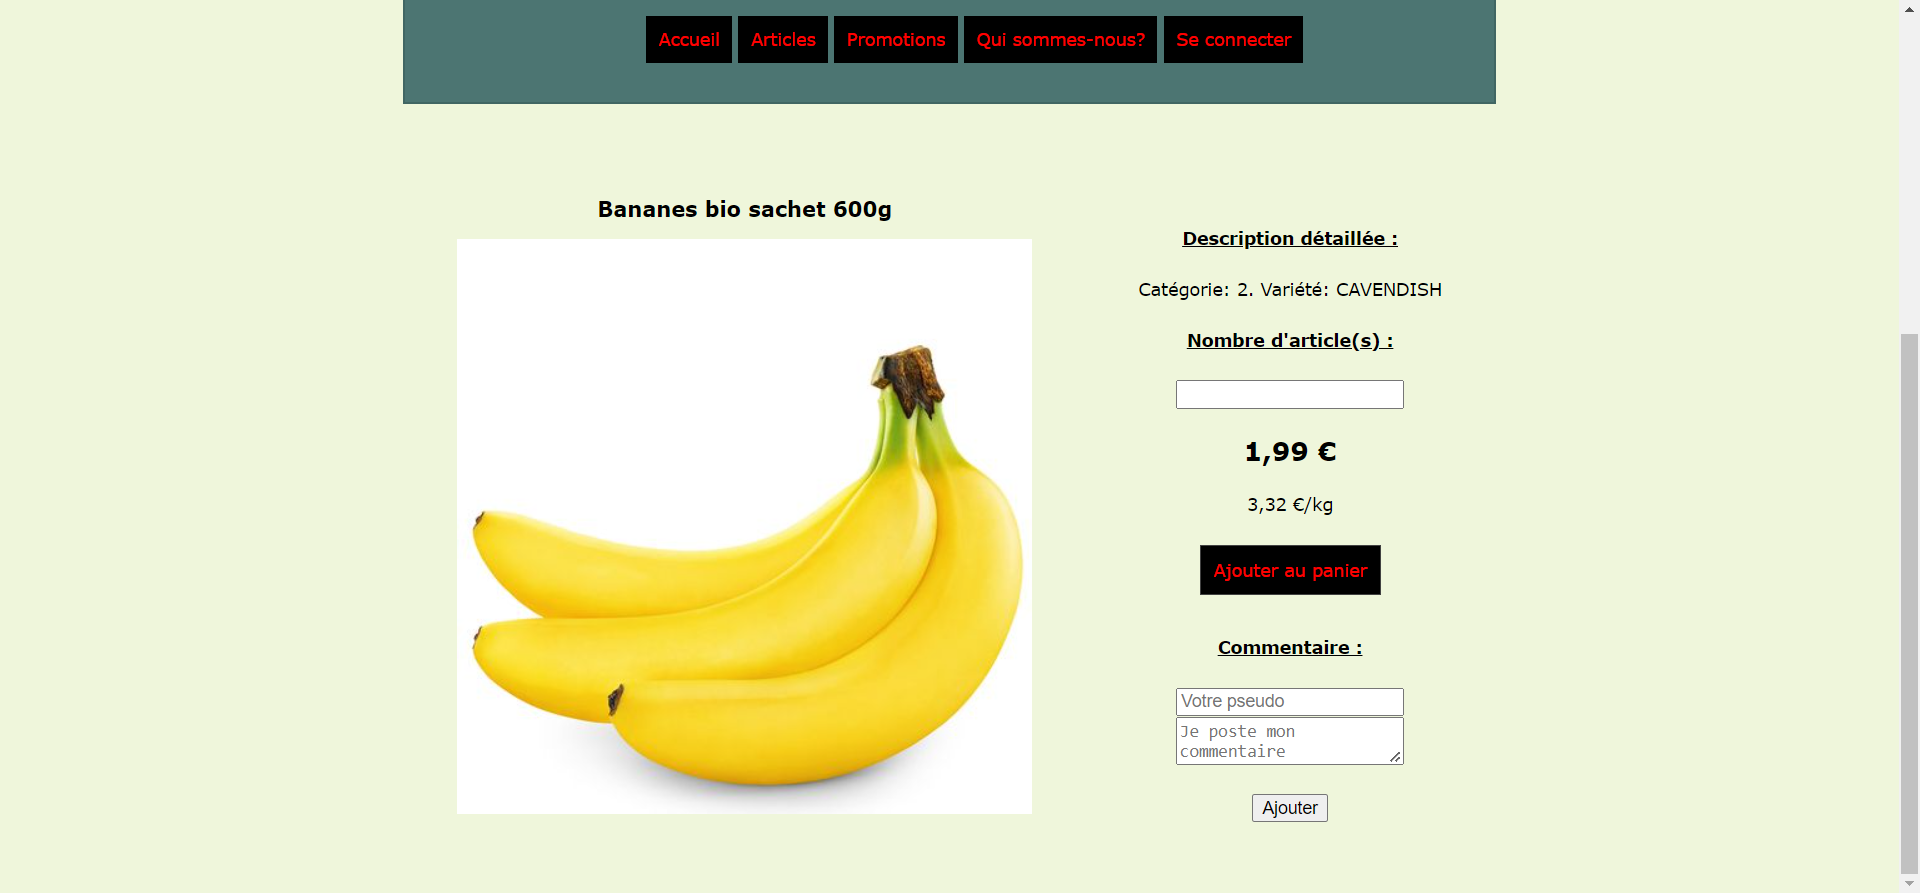 Accueil Articles Promotions Qui sommes-nous? Se connecter
Bananes bio sachet 600g
Description détaillée :
Catégorie: 2. Variété: CAVENDISH
Nombre d'article(s) :
1,99 €
3,32 €/kg
Ajouter au panier
Commentaire :
Votre pseudo
Je poste mon
commentaire
Ajouter